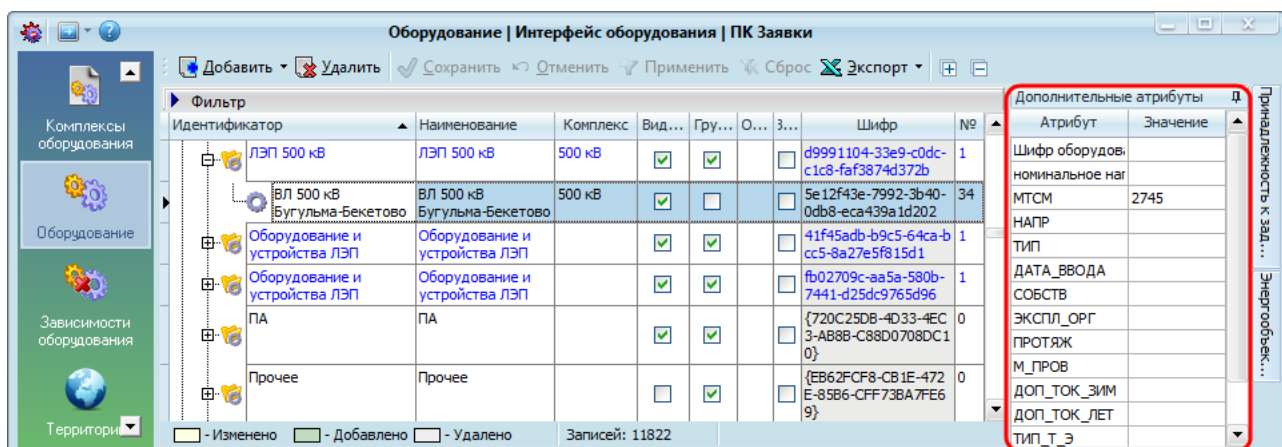 Оборудование | Интерфейс оборудования | ПК Заявки
Добавить Удалить Сохранить Отменить Применить Сброс Экспорт
Комплексы оборудования
Оборудование
Зависимости оборудования
Территори
Фильтр
Идентификатор Наименование Комплекс Вид... Гру... О... З... Шифр №
ЛЭП 500 кВ ЛЭП 500 кВ 500 кВ d9991104-33e9-c0dc- 1
c1c8-faf3874d372b
ВЛ 500 кВ ВЛ 500 кВ 500 кВ 5e12f43e-7992-3b40- 34
Бугульма-Бекетово Бугульма-Бекетово 0db8-eca439a1d202
Оборудование и Оборудование и 41f45adb-b9c5-64ca-b 1
устройства ЛЭП устройства ЛЭП cc5-8a27e5f815d1
Оборудование и Оборудование и fb02709c-aa5a-580b- 1
устройства ЛЭП устройства ЛЭП 7441-d25dc9765d96
ПА ПА {720C25DB-4D33-4EC 0
3-AB8B-C88D0708DC1
0}
Прочее Прочее {EB62FCF8-CB1E-472 0
E-85B6-CFF73BA7FE6
9}
- Изменено - Добавлено - Удалено Записей: 11822
Дополнительные атрибуты
Атрибут Значение
Шифр оборудов
номинальное наг
МТСМ 2745
НАПР
ТИП
ДАТА_ВВОДА
СОБСТВ
ЭКСПЛ_ОРГ
ПРОТЯЖ
М_ПРОВ
ДОП_ТОК_ЗИМ
ДОП_ТОК_ЛЕТ
ТИП_Т_Э
Принадлежность к зад...
Энергообъек...